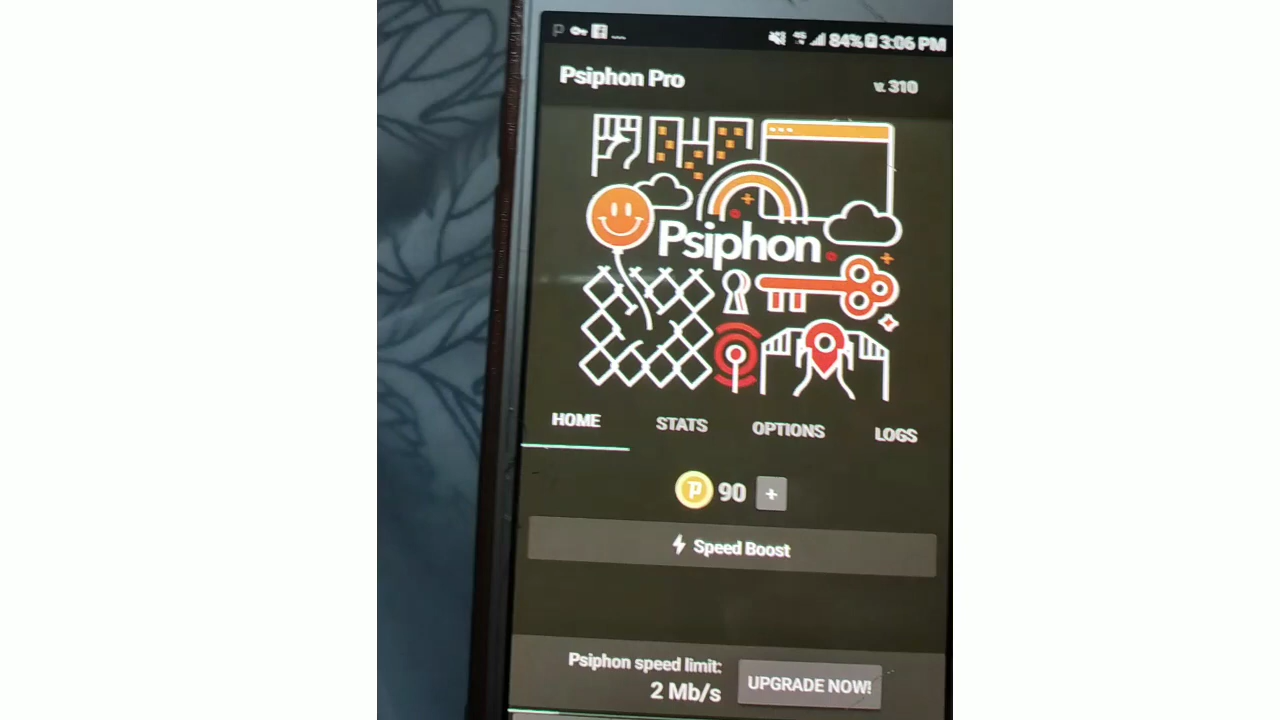 84% 3:06 PM
Psiphon Pro
v. 310
Psiphon
HOME STATS OPTIONS LOGS
90 +
Speed Boost
Psiphon speed limit:
2 Mb/s
UPGRADE NOW!